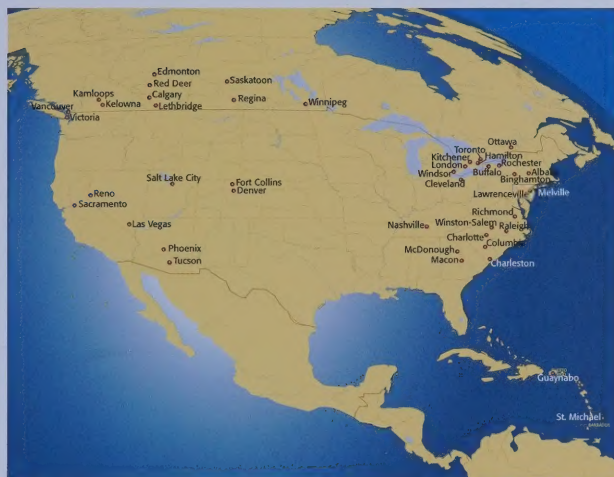 Edmonton
Saskatoon
Red Deer
Kamloops
Calgary
Regina
Winnipeg
Vancouver
Kelowna
Lethbridge
Victoria
Ottawa
Toronto
Kitchener
Hamilton
London
Rochester
Windsor
Buffalo
Alba
Cleveland
Binghamton
Salt Lake City
Fort Collins
Denver
Reno
Lawrenceville
Melville
Sacramento
Richmond
Las Vegas
Nashville
Winston-Salem
Raleigh
Charlotte
Phoenix
McDonough
Columbia
Tucson
Macon
Charleston
Guaynabo
St. Michael
BARBADOS